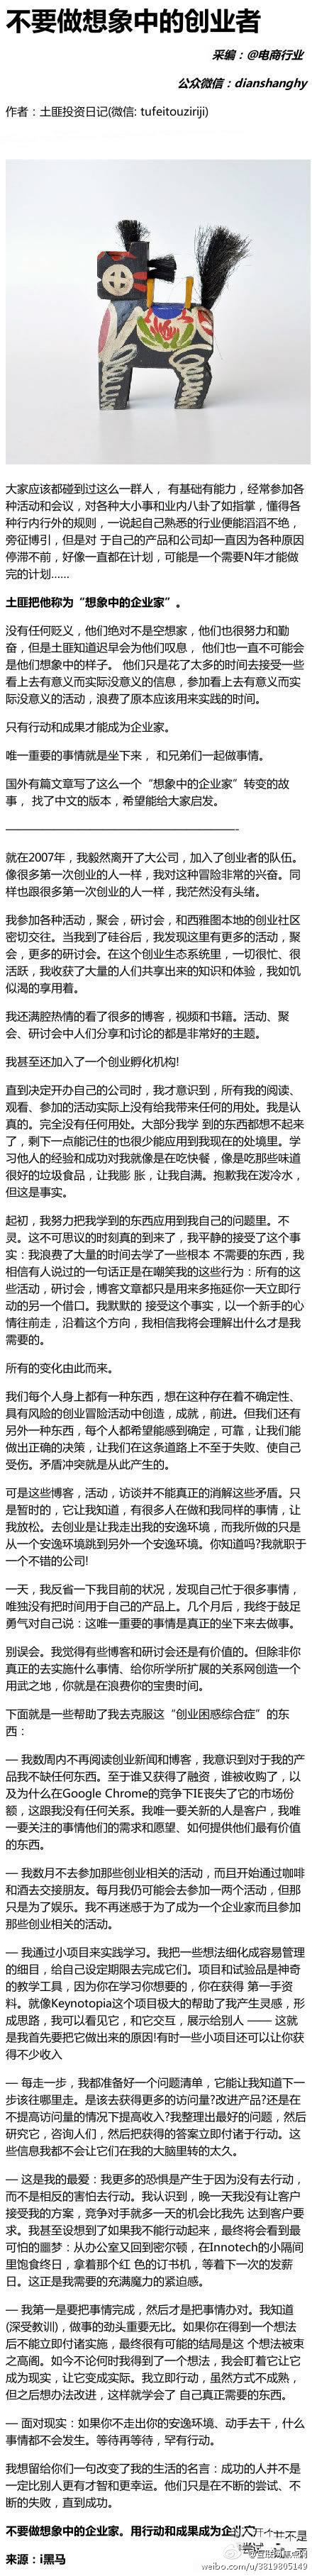 不要做想象中的创业者
采编：@电商行业
公众微信：dianshanghy
作者：土匪投资日记(微信: tufeitouziriji)
大家应该都碰到过这么一群人， 有基础有能力，经常参加各
种活动和会议，对各种大小事和业内八卦了如指掌，懂得各
种行内行外的规则，一说起自己熟悉的行业便能滔滔不绝，
旁征博引，但是对 于自己的产品和公司却一直因为各种原因
停滞不前，好像一直都在计划，可能是一个需要N年才能做
完的计划......
土匪把他称为“想象中的企业家”。
没有任何贬义，他们绝对不是空想家，他们也很努力和勤
奋，但是土匪知道迟早会为他们叹息， 他们也一直不可能会
是他们想象中的样子。 他们只是花了太多的时间去接受一些
看上去有意义而实际没意义的信息，参加看上去有意义而实
际没意义的活动，浪费了原本应该用来实践的时间。
只有行动和成果才能成为企业家。
唯一重要的事情就是坐下来， 和兄弟们一起做事情。
国外有篇文章写了这么一个“想象中的企业家”转变的故
事， 找了中文的版本，希望能给大家启发。
————————————————————-
就在2007年，我毅然离开了大公司，加入了创业者的队伍。
像很多第一次创业的人一样，我对这种冒险非常的兴奋。同
样也跟很多第一次创业的人一样，我茫然没有头绪。
我参加各种活动，聚会，研讨会，和西雅图本地的创业社区
密切交往。当我到了硅谷后，我发现这里有更多的活动，聚
会，更多的研讨会。在这个创业生态系统里，一切很忙、很
活跃，我收获了大量的人们共享出来的知识和体验，我如饥
似渴的享用着。
我还满腔热情的看了很多的博客，视频和书籍。活动、聚
会、研讨会中人们分享和讨论的都是非常好的主题。
我甚至还加入了一个创业孵化机构!
直到决定开办自己的公司时，我才意识到，所有我的阅读、
观看、参加的活动实际上没有给我带来任何的用处。我是认
真的。完全没有任何用处。大部分我学 到的东西都想不起来
了，剩下一点能记住的也很少能应用到我现在的处境里。学
习他人的经验和成功对我就像是在吃快餐，像是吃那些味道
很好的垃圾食品，让我膨 胀，让我自满。抱歉我在泼冷水，
但这是事实。
起初，我努力把我学到的东西应用到我自己的问题里。不
灵。这不可思议的时刻真的到来了，我平静的接受了这个事
实：我浪费了大量的时间去学了一些根本 不需要的东西，我
相信有人说过的一句话正是在嘲笑我的这些行为：所有的这
些活动，研讨会，博客文章都只是用来多拖延你一天立即行
动的另一个借口。我默默的 接受这个事实，以一个新手的心
情往前走，沿着这个方向，我相信我将会理解出什么才是我
需要的。
所有的变化由此而来。
我们每个人身上都有一种东西，想在这种存在着不确定性、
具有风险的创业冒险活动中创造，成就，前进。但我们还有
另外一种东西，每个人都希望能感到确定，可靠，让我们能
做出正确的决策，让我们在这条道路上不至于失败、使自己
受伤。矛盾冲突就是从此产生的。
可是这些博客，活动，访谈并不能真正的消解这些矛盾。只
是暂时的，它让我知道，有很多人在做和我同样的事情，让
我放松。去创业是让我走出我的安逸环境，而我所做的只是
从一个安逸环境跳到另外一个安逸环境。你知道吗?我就职于
一个不错的公司!
一天，我反省一下我目前的状况，发现自己忙于很多事情，
唯独没有把时间用于自己的产品上。几个月后，我终于鼓足
勇气对自己说：这唯一重要的事情是真正的坐下来去做事。
别误会。我觉得有些博客和研讨会还是有价值的。但除非你
真正的去实施什么事情、给你所学所扩展的关系网创造一个
用武之地，你就是在浪费你的宝贵时间。
下面就是一些帮助了我去克服这“创业困惑综合症”的东
西：
— 我数周内不再阅读创业新闻和博客，我意识到对于我的产
品我不缺任何东西。至于谁又获得了融资，谁被收购了，以
及为什么在Google Chrome的竞争下IE丧失了它的市场份
额，这跟我没有任何关系。我唯一要关新的人是客户，我唯
一要关注的事情他们的需求和愿望、如何提供他们最有价值
的东西。
— 我数月不去参加那些创业相关的活动，而且开始通过咖啡
和酒去交接朋友。每月我仍可能会去参加一两个活动，但那
只是为了娱乐。我不再迷惑于为了成为一个企业家而且参加
那些创业相关的活动。
— 我通过小项目来实践学习。我把一些想法细化成容易管理
的细目，给自己设定期限去完成它们。项目和试验品是神奇
的教学工具，因为你在学习你想要的，你在获得 第一手资
料。就像Keynotopia这个项目极大的帮助了我产生灵感，形
成思路，我可以看见它，和它交互，展示给别人 —— 这就
是我首先要把它做出来的原因!有时一些小项目还可以让你获
得不少收入
— 每走一步，我都准备好一个问题清单，它能让我知道下一
步该往哪里走。是该去获得更多的访问量?改进产品?还是在
不提高访问量的情况下提高收入?我整理出最好的问题，然后
研究它，咨询人们，然后把获得的答案立即付诸于行动。这
些信息我都不会让它们在我的大脑里转的太久。
— 这是我的最爱：我更多的恐惧是产生于因为没有去行动，
而不是相反的害怕去行动。我认识到，晚一天我没有让客户
接受我的方案，竞争对手就多一天的机会比我先 达到客户要
求。我甚至设想到了如果我不能行动起来，最终将会看到最
可怕的噩梦：从办公室又回到密尔顿，在Innotech的小隔间
里饱食终日，拿着那个红 色的订书机，等着下一次的发薪
日。这正是我需要的充满魔力的紧迫感。
— 我第一是要把事情完成，然后才是把事情办对。我知道
(深受教训)，做事的劲头重要无比。如果你在得到一个想法
后不能立即付诸实施，最终很有可能的结局是这 个想法被束
之高阁。如今不论何时我得到了一个想法，我会盯着它让它
成为现实，让它变成实际。我立即行动，虽然方式不成熟，
但之后想办法改进，这样就学会了 自己真正需要的东西。
— 面对现实：如果你不走出你的安逸环境、动手去干，什么
事情都不会发生。等待再等待，罕有行动。
我想留给你们一句改变了我的生活的名言：成功的人并不是
一定比别人更有才智和更幸运。他们只是在不断的尝试、不
断的失败，直到成功。
不要做想象中的企业家。用行动和成果成为企业
来源：i黑马
weibo.com/u/3819805149